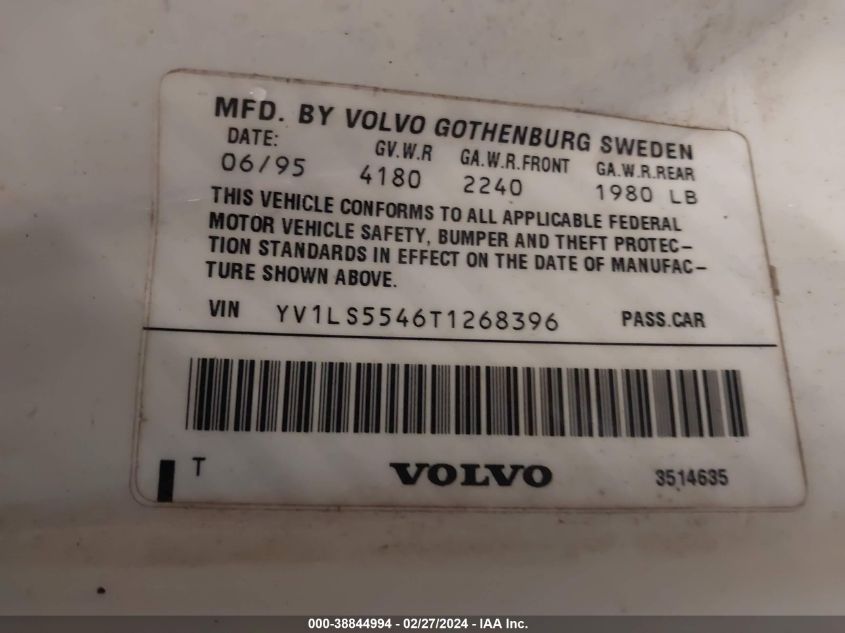 MFD. BY VOLVO GOTHENBURG SWEDEN
DATE: GV.W.R GA.W.R.FRONT GA.W.R.REAR
06/95 4180 2240 1980 LB
THIS VEHICLE CONFORMS TO ALL APPLICABLE FEDERAL
MOTOR VEHICLE SAFETY, BUMPER AND THEFT PROTEC-
TION STANDARDS IN EFFECT ON THE DATE OF MANUFAC-
TURE SHOWN ABOVE.
VIN YV1LS5546T1268396 PASS.CAR
T VOLVO 3514635
000-38844994 - 02/27/2024 - IAA Inc.